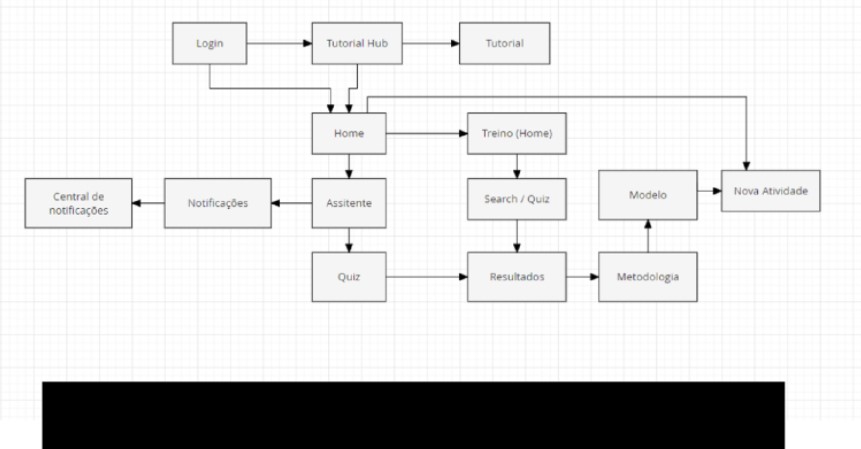 Login
Tutorial Hub
Tutorial
Home
Treino (Home)
Central de
notificações
Notificações
Assitente
Search / Quiz
Modelo
Nova Atividade
Quiz
Resultados
Metodologia